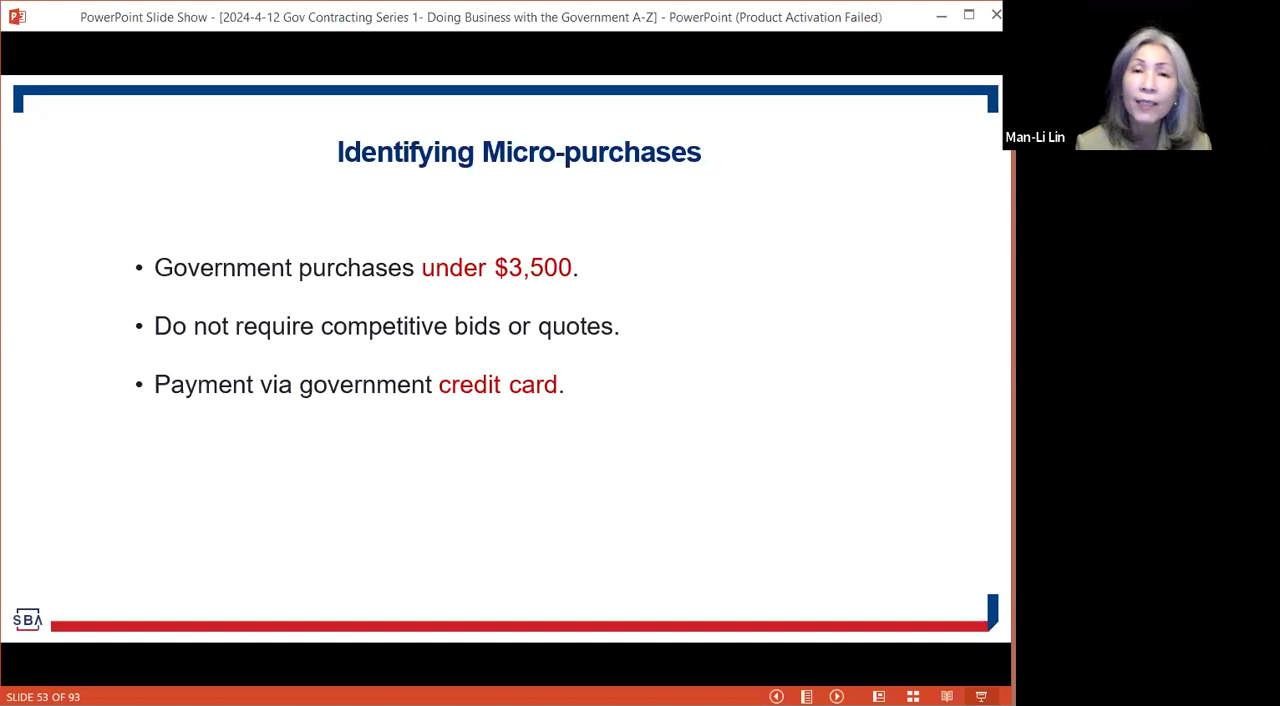 PowerPoint Slide Show - [2024-4-12 Gov Contracting Series 1- Doing Business with the Government A-Z] - PowerPoint (Product Activation Failed)
Man-Li Lin
Identifying Micro-purchases
• Government purchases under $3,500.
• Do not require competitive bids or quotes.
• Payment via government credit card.
SBA
SLIDE 53 OF 93